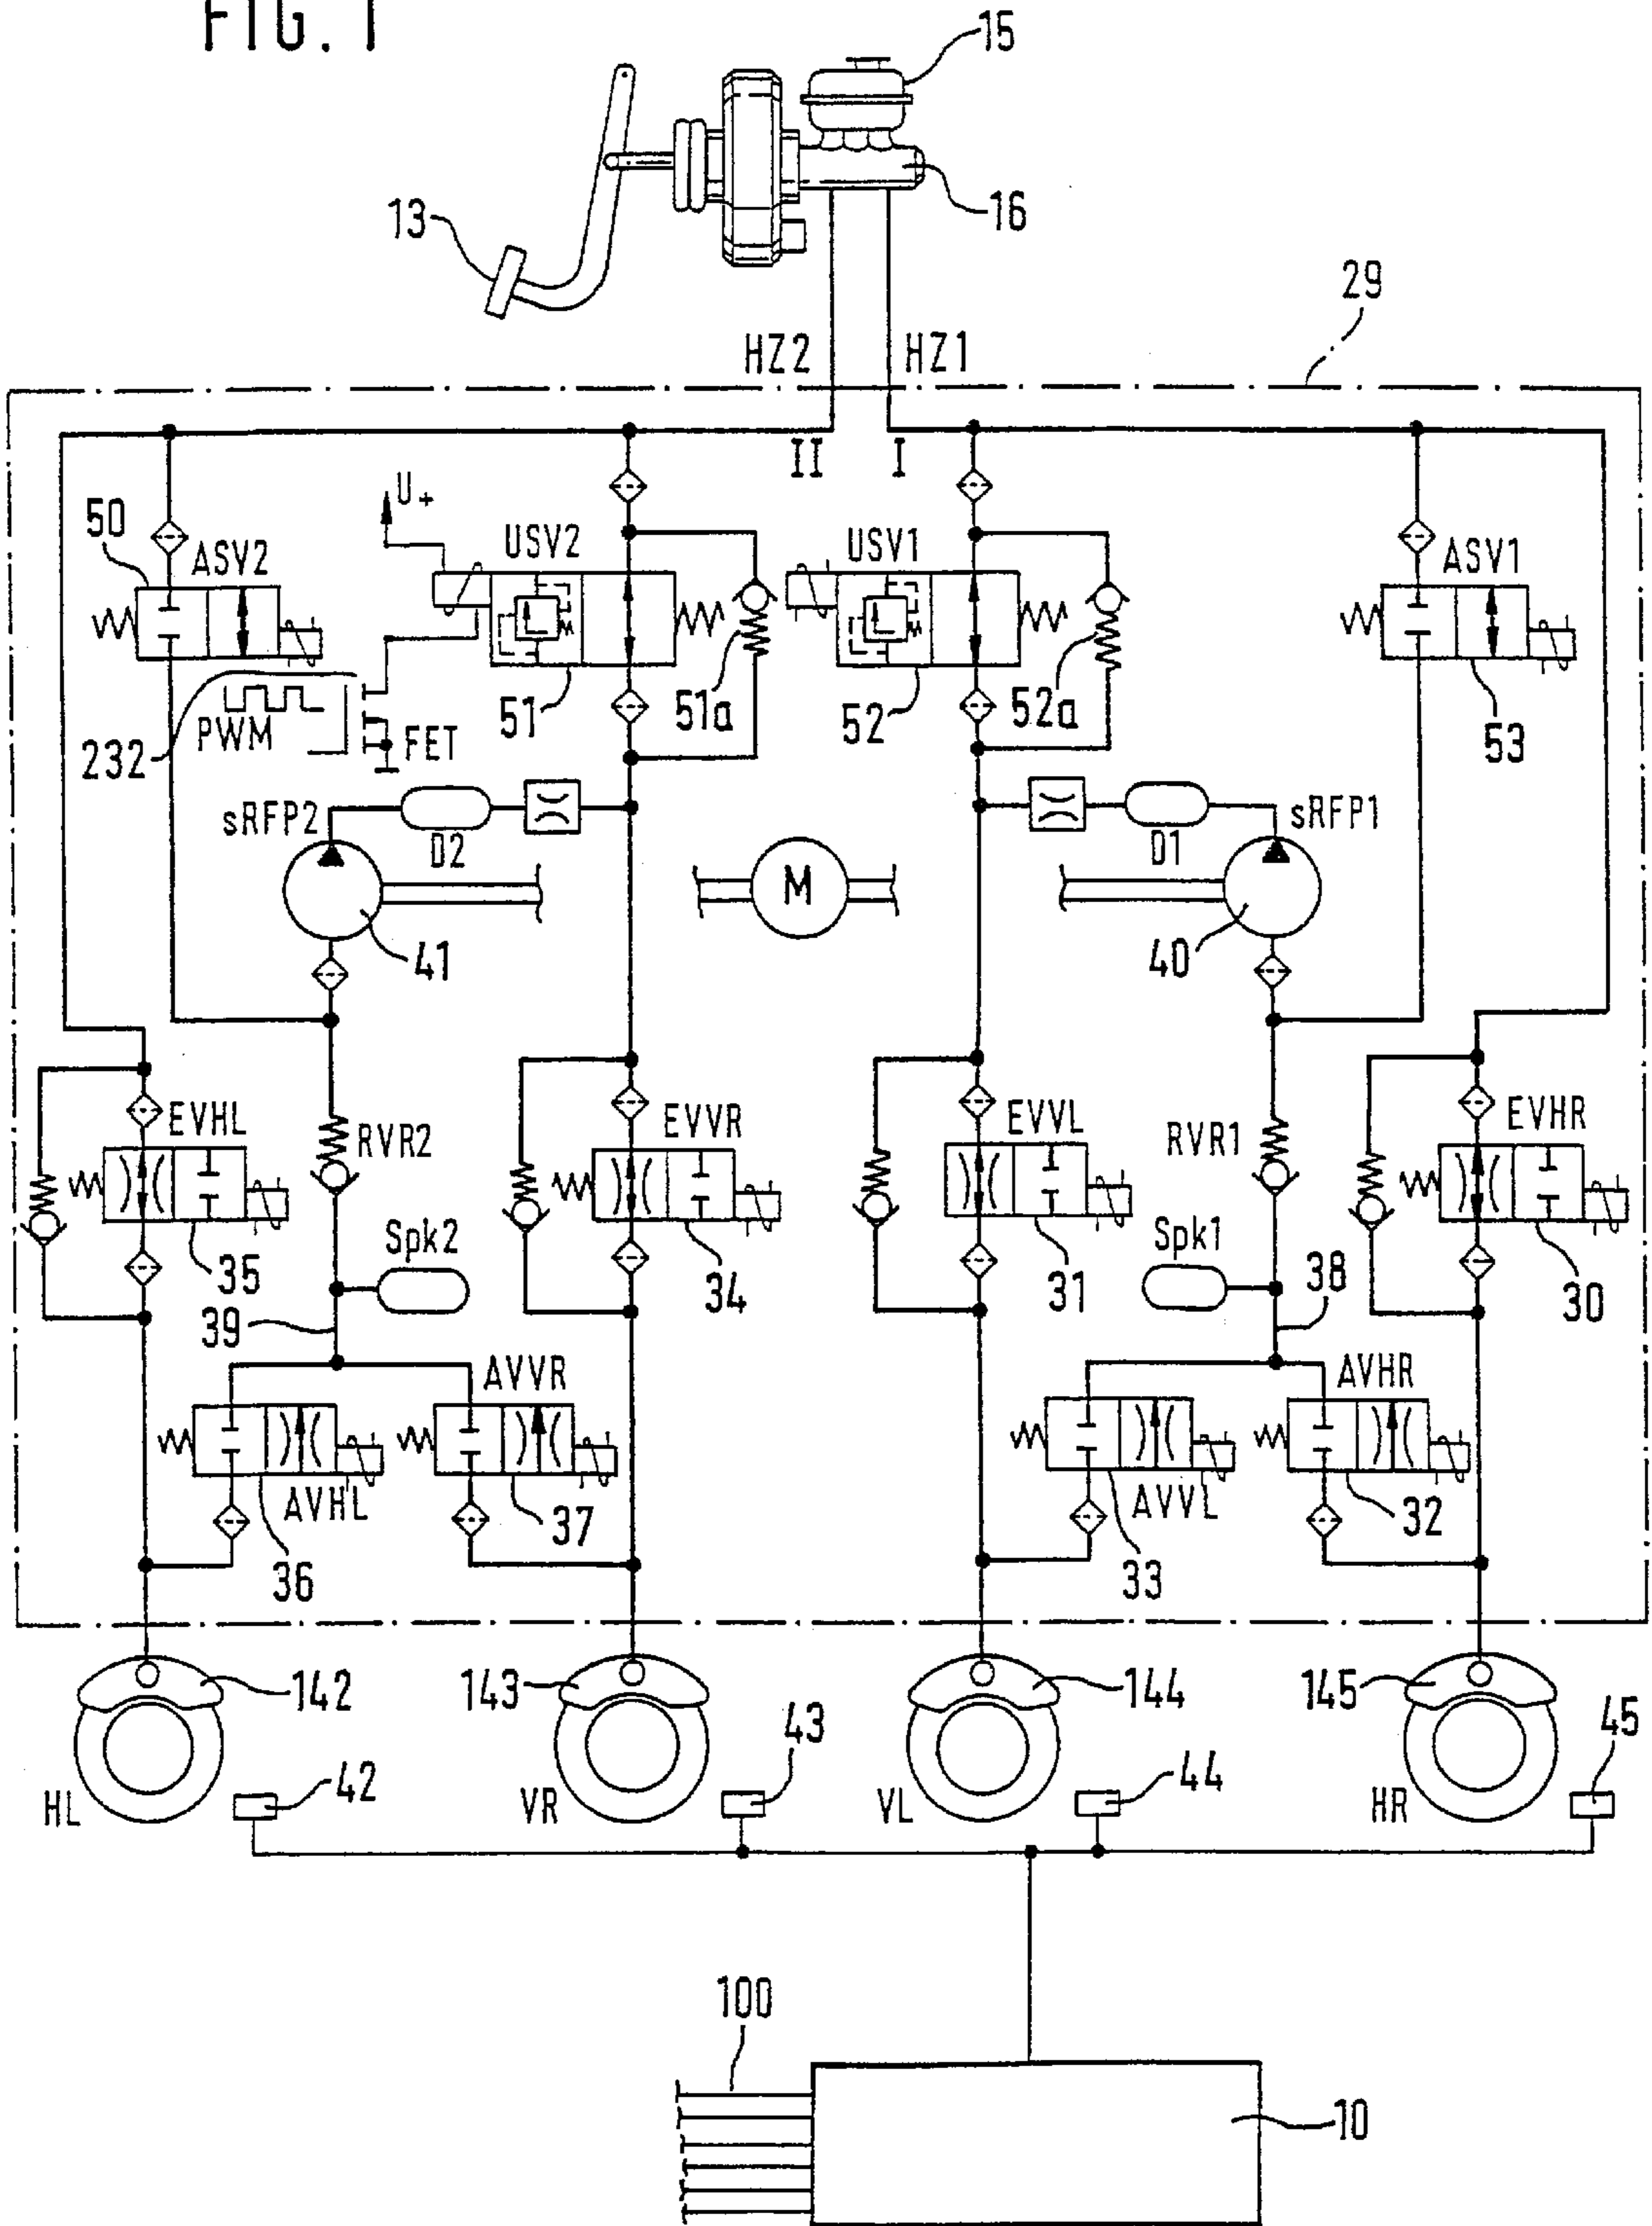 FIG. 1
15
13
16
29
HZ2 HZ1
II I
50 U+
ASV2 USV2 USV1 ASV1
51 51a 52 52a 53
PWM
232 FET
sRFP2 D2 D1 sRFP1
M
41 40
EVHL RVR2 EVVR EVVL RVR1 EVHR
35 Spk2 34 31 Spk1 38 30
39
AVVR AVHR
AVHL 37 AVVL 32
36 33
142 143 144 145
42 43 44 45
HL VR VL HR
100
10